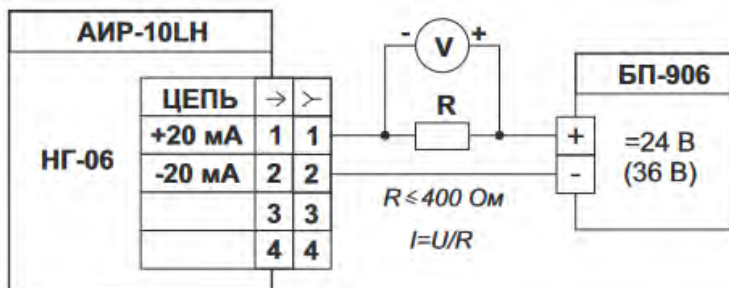 АИР-10LH
НГ-06
ЦЕПЬ → ≻
+20 мА 1 1
-20 мА 2 2
3 3
4 4
- V +
R
R ≤ 400 Ом
I=U/R
БП-906
+
-
=24 В
(36 В)